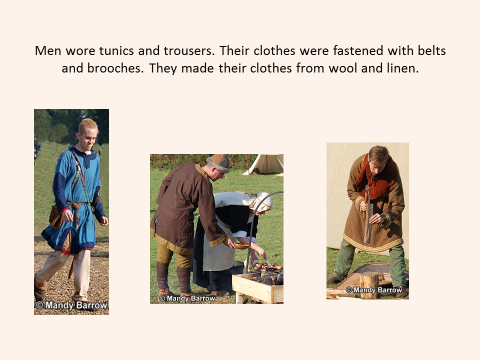 Men wore tunics and trousers. Their clothes were fastened with belts
and brooches. They made their clothes from wool and linen.
© Mandy Barrow
© Mandy Barrow
© Mandy Barrow